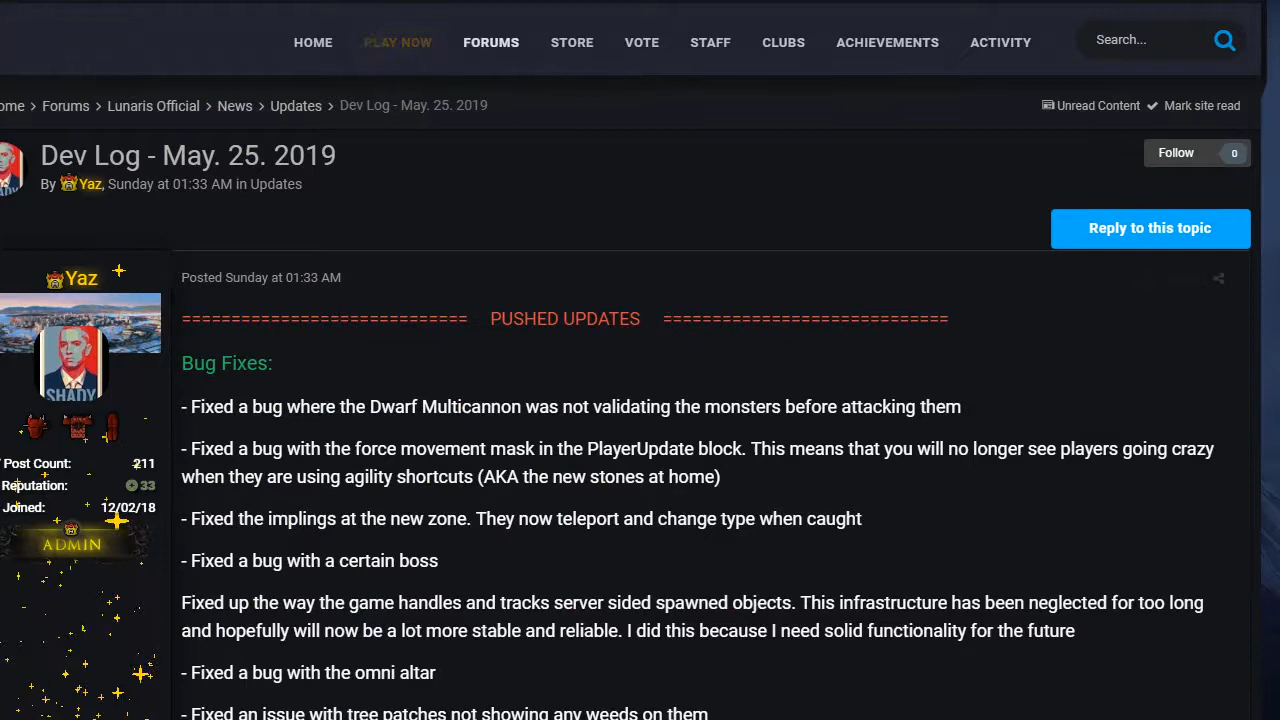 HOME PLAY NOW FORUMS STORE VOTE STAFF CLUBS ACHIEVEMENTS ACTIVITY Search...
ome > Forums > Lunaris Official > News > Updates > Dev Log - May. 25. 2019 Unread Content Mark site read
Dev Log - May. 25. 2019
Follow 0
By Yaz, Sunday at 01:33 AM in Updates
Reply to this topic
Yaz
SHADY
Post Count: 211
Reputation: 33
Joined: 12/02/18
ADMIN
Posted Sunday at 01:33 AM
============================= PUSHED UPDATES =============================
Bug Fixes:
- Fixed a bug where the Dwarf Multicannon was not validating the monsters before attacking them
- Fixed a bug with the force movement mask in the PlayerUpdate block. This means that you will no longer see players going crazy
when they are using agility shortcuts (AKA the new stones at home)
- Fixed the implings at the new zone. They now teleport and change type when caught
- Fixed a bug with a certain boss
Fixed up the way the game handles and tracks server sided spawned objects. This infrastructure has been neglected for too long
and hopefully will now be a lot more stable and reliable. I did this because I need solid functionality for the future
- Fixed a bug with the omni altar
- Fixed an issue with tree patches not showing any weeds on them